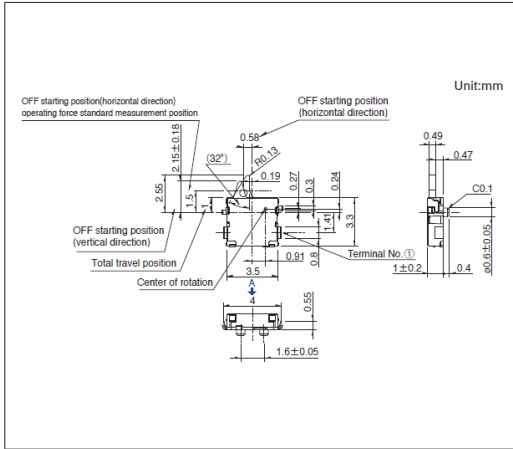 Unit:mm
OFF starting position(horizontal direction)
operating force standard measurement position
OFF starting position
(horizontal direction)
0.58
2.15±0.18
(32°)
R0.13
0.19
2.55
1.5
1
0.27
0.3
0.24
1.41
3.3
0.49
0.47
C0.1
ø0.6±0.05
OFF starting position
(vertical direction)
Total travel position
Center of rotation
0.91
0.8
Terminal No.①
3.5
1±0.2
0.4
A
4
0.55
1.6±0.05